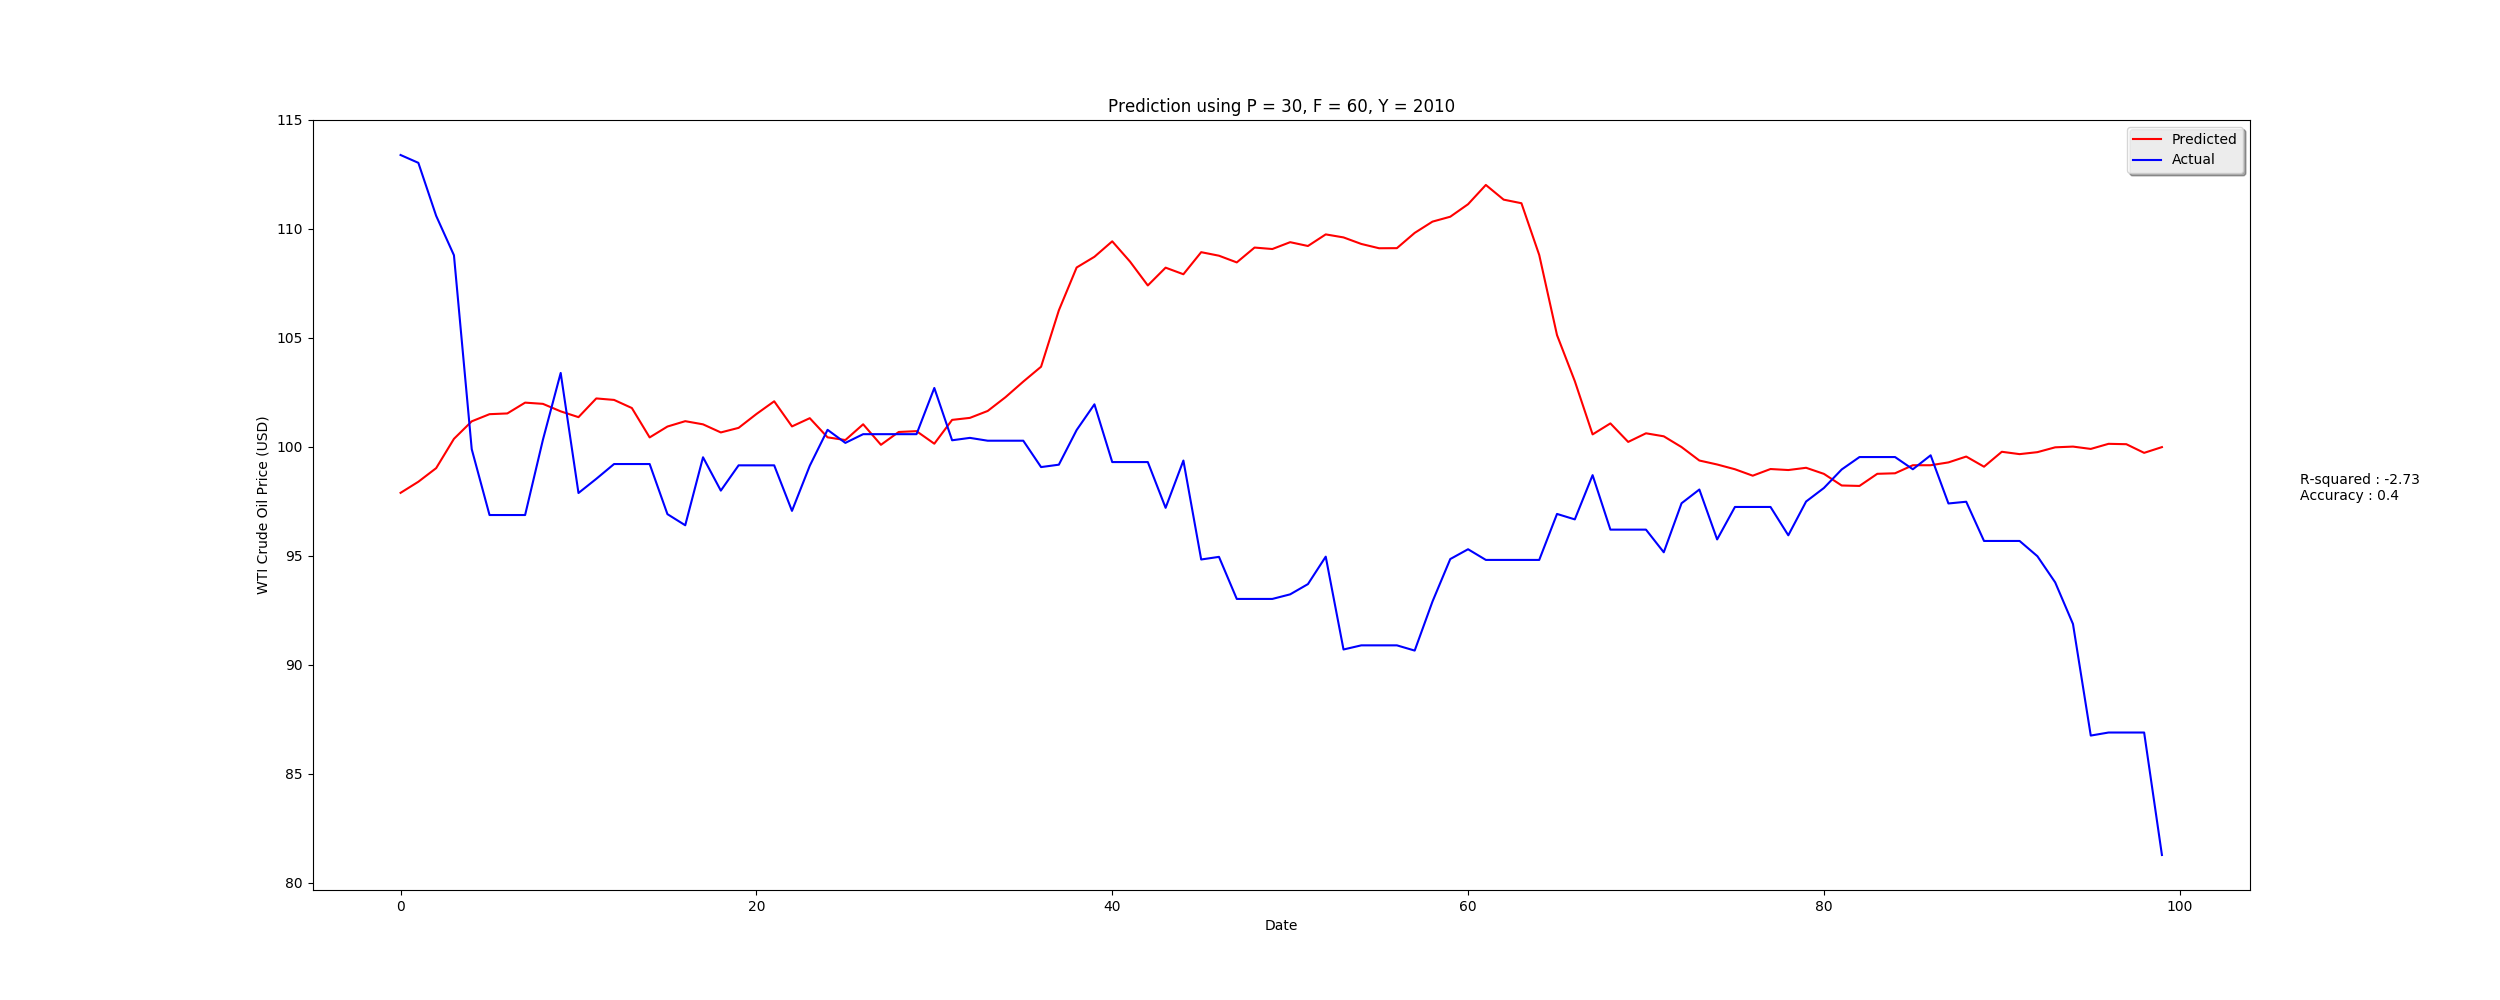 Prediction using P = 30, F = 60, Y = 2010
Predicted
Actual
115
110
105
100
95
90
85
80
WTI Crude Oil Price (USD)
R-squared : -2.73
Accuracy : 0.4
0 20 40 60 80 100
Date